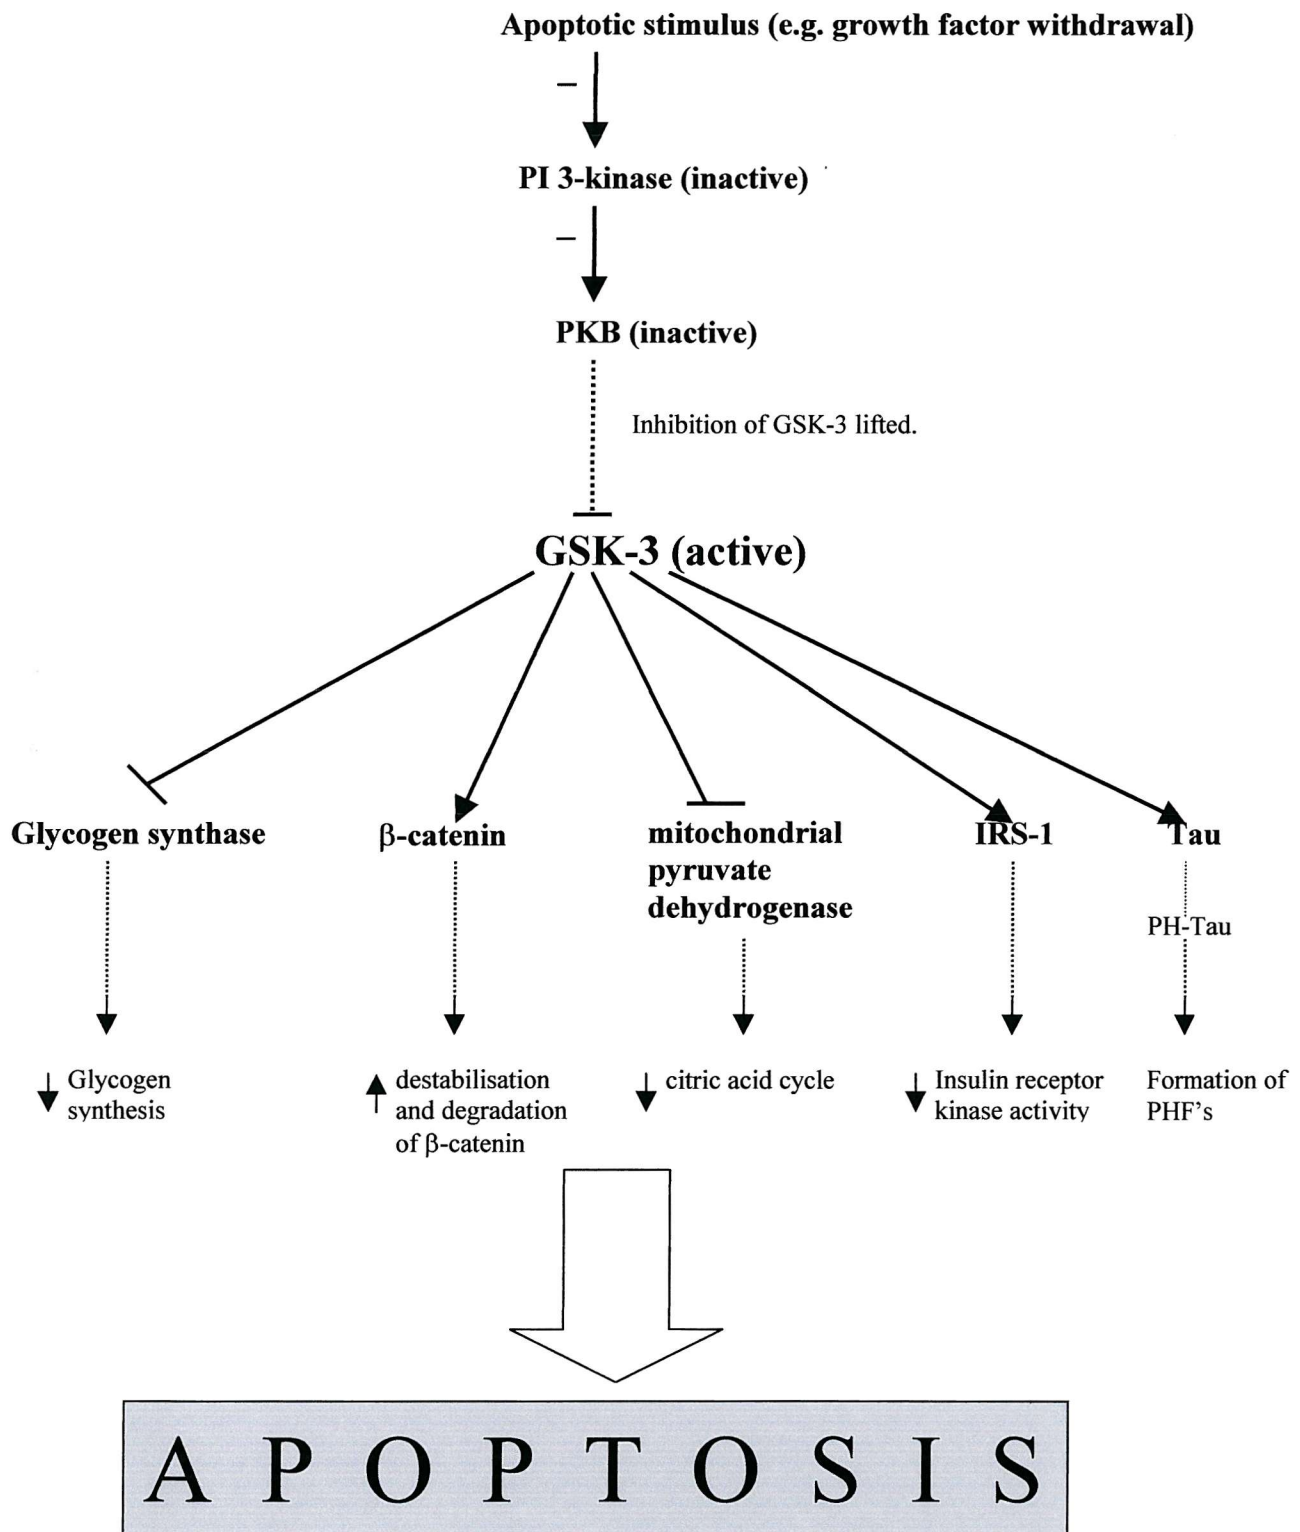 Apoptotic stimulus (e.g. growth factor withdrawal)
–
PI 3-kinase (inactive)
–
PKB (inactive)
Inhibition of GSK-3 lifted.
GSK-3 (active)
Glycogen synthase
β-catenin
mitochondrial
pyruvate
dehydrogenase
IRS-1
Tau
PH-Tau
Glycogen
synthesis
destabilisation
and degradation
of β-catenin
citric acid cycle
Insulin receptor
kinase activity
Formation of
PHF's
A P O P T O S I S